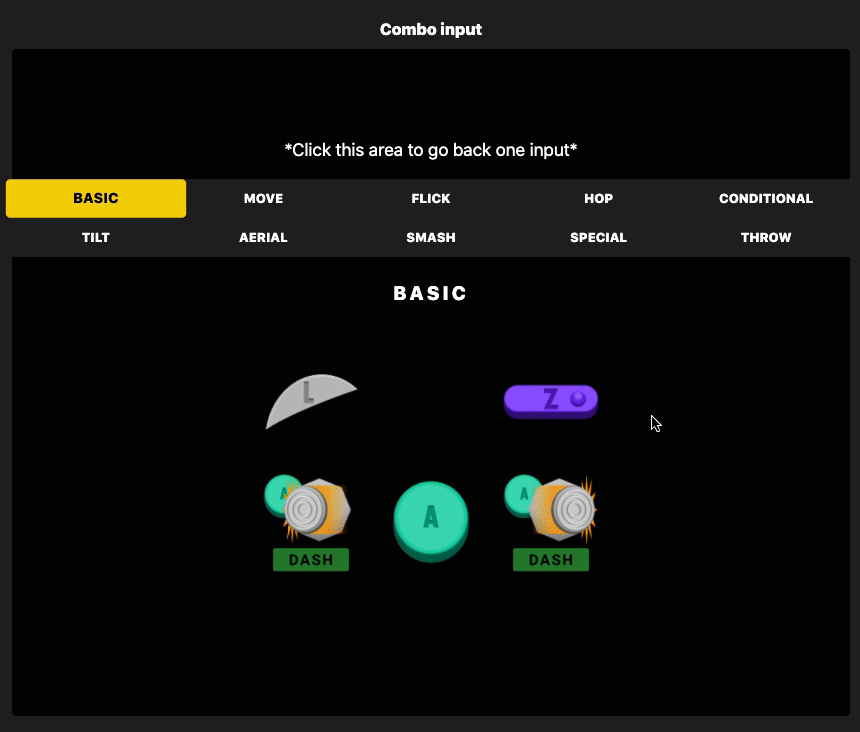 Combo input
*Click this area to go back one input*
BASIC MOVE FLICK HOP CONDITIONAL
TILT AERIAL SMASH SPECIAL THROW
BASIC
L Z
A A A
DASH DASH